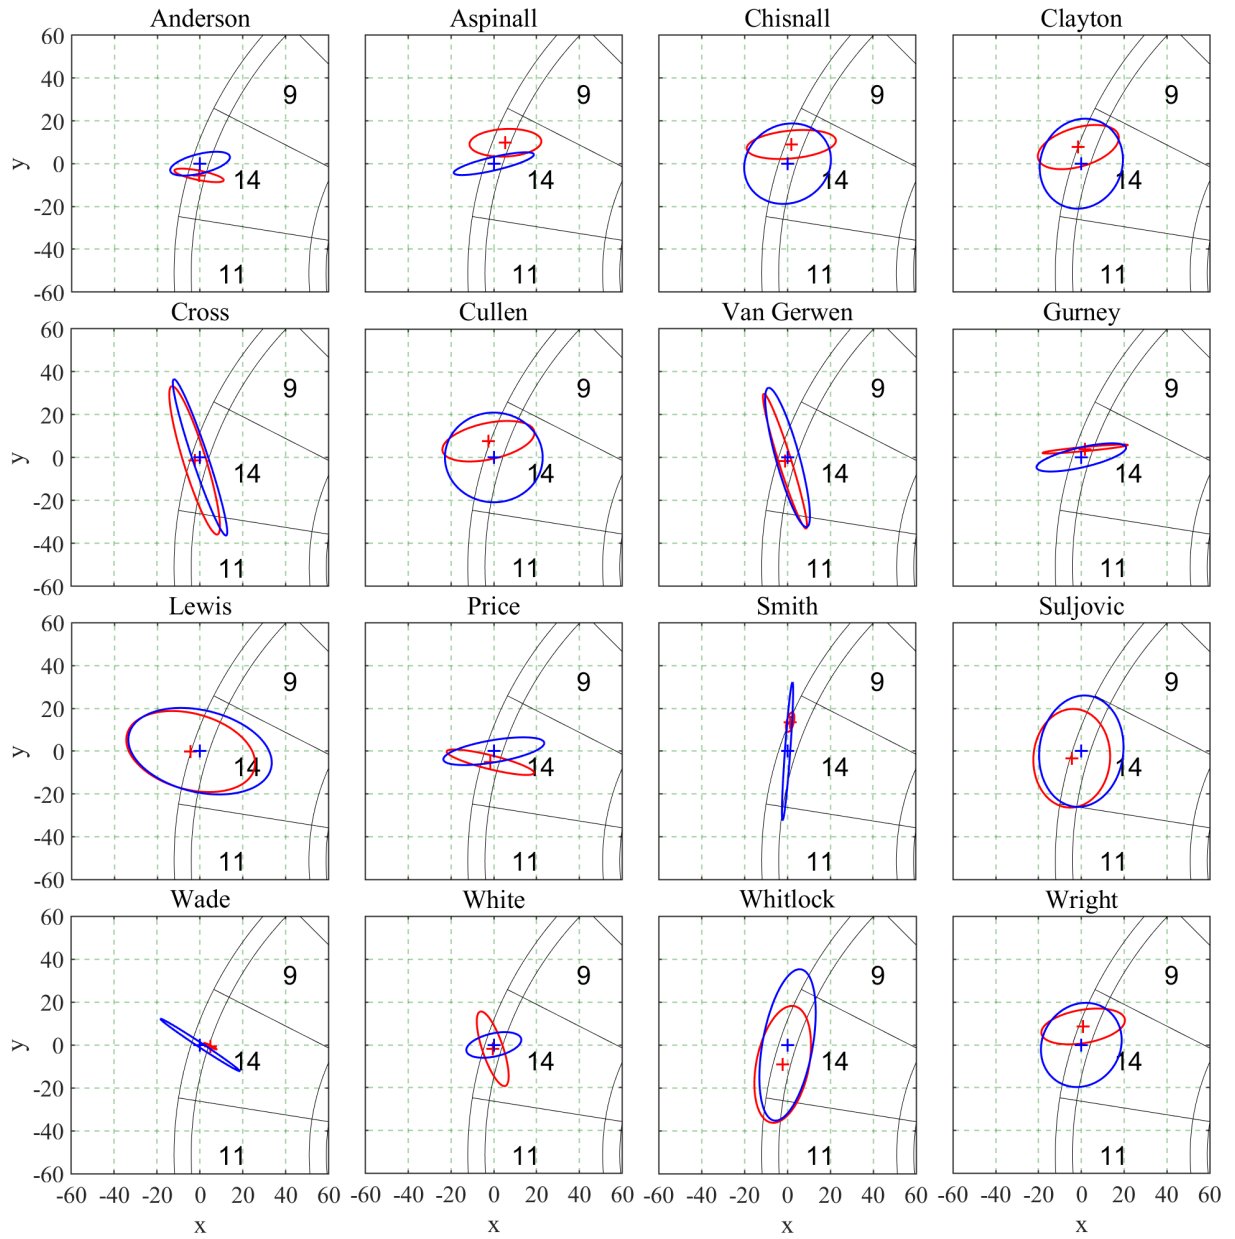 Anderson Aspinall Chisnall Clayton
60
40
20
0
-20
-40
-60
y
9 9 9 9
14 14 14 14
11 11 11 11
Cross Cullen Van Gerwen Gurney
60
40
20
0
-20
-40
-60
y
9 9 9 9
14 14 14 14
11 11 11 11
Lewis Price Smith Suljovic
60
40
20
0
-20
-40
-60
y
9 9 9 9
14 14 14 14
11 11 11 11
Wade White Whitlock Wright
60
40
20
0
-20
-40
-60
y
9 9 9 9
14 14 14 14
11 11 11 11
-60 -40 -20 0 20 40 60 -60 -40 -20 0 20 40 60 -60 -40 -20 0 20 40 60 -60 -40 -20 0 20 40 60
x x x x